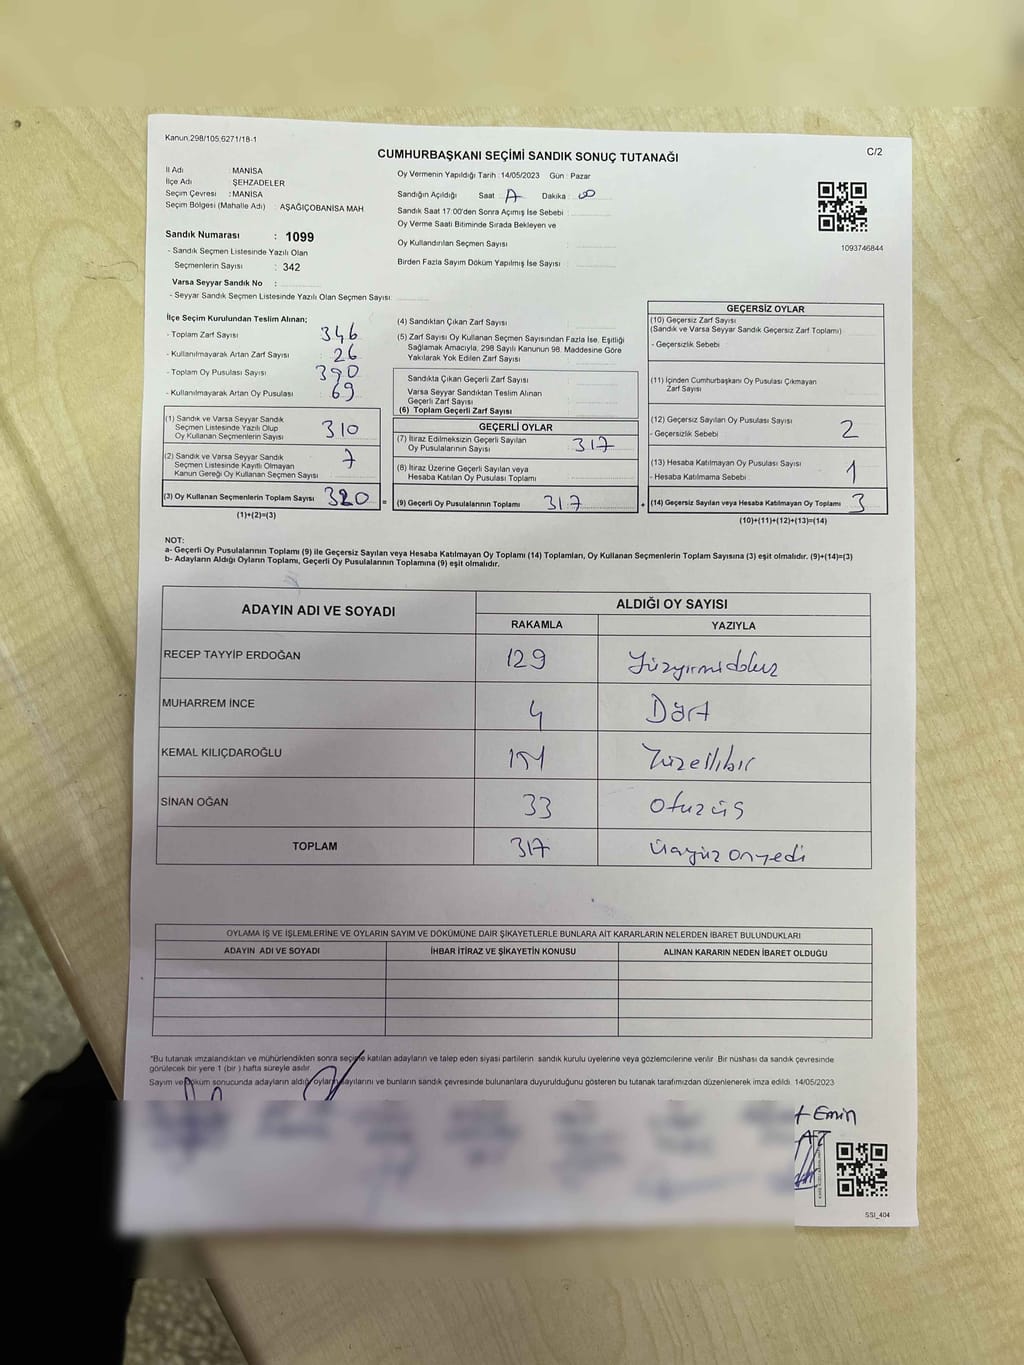 Kanun:298/105;6271/18-1
CUMHURBAŞKANI SEÇİMİ SANDIK SONUÇ TUTANAĞI
C/2
İl Adı : MANİSA
İlçe Adı : ŞEHZADELER
Seçim Çevresi : MANİSA
Seçim Bölgesi (Mahalle Adı) : AŞAĞIÇOBANİSA MAH
Sandık Numarası : 1099
- Sandık Seçmen Listesinde Yazılı Olan
Seçmenlerin Sayısı : 342
Varsa Seyyar Sandık No :
- Seyyar Sandık Seçmen Listesinde Yazılı Olan Seçmen Sayısı:
Oy Vermenin Yapıldığı Tarih : 14/05/2023 Gün : Pazar
Sandığın Açıldığı Saat : Dakika :
Sandık Saat 17:00'den Sonra Açımış İse Sebebi :
Oy Verme Saati Bitiminde Sırada Bekleyen ve
Oy Kullandırılan Seçmen Sayısı :
Birden Fazla Sayım Döküm Yapılmış İse Sayısı :
1093746844
İlçe Seçim Kurulundan Teslim Alınan;
- Toplam Zarf Sayısı : 346
- Kullanılmayarak Artan Zarf Sayısı : 26
- Toplam Oy Pusulası Sayısı : 390
- Kullanılmayarak Artan Oy Pusulası : 69
(1) Sandık ve Varsa Seyyar Sandık
Seçmen Listesinde Yazılı Olup
Oy Kullanan Seçmenlerin Sayısı : 310
(2) Sandık ve Varsa Seyyar Sandık
Seçmen Listesinde Kayıtlı Olmayan
Kanun Gereği Oy Kullanan Seçmen Sayısı : 7
(3) Oy Kullanan Seçmenlerin Toplam Sayısı : 320
(1)+(2)=(3)
=
(4) Sandıktan Çıkan Zarf Sayısı :
(5) Zarf Sayısı Oy Kullanan Seçmen Sayısından Fazla İse, Eşitliği
Sağlamak Amacıyla, 298 Sayılı Kanunun 98. Maddesine Göre
Yakılarak Yok Edilen Zarf Sayısı :
Sandıkta Çıkan Geçerli Zarf Sayısı :
Varsa Seyyar Sandıktan Teslim Alınan
Geçerli Zarf Sayısı :
(6) Toplam Geçerli Zarf Sayısı :
GEÇERLİ OYLAR
(7) İtiraz Edilmeksizin Geçerli Sayılan
Oy Pusulalarının Sayısı : 317
(8) İtiraz Üzerine Geçerli Sayılan veya
Hesaba Katılan Oy Pusulası Toplamı :
(9) Geçerli Oy Pusulalarının Toplamı : 317
+
GEÇERSİZ OYLAR
(10) Geçersiz Zarf Sayısı
(Sandık ve Varsa Seyyar Sandık Geçersiz Zarf Toplamı)
- Geçersizlik Sebebi :
(11) İçinden Cumhurbaşkanı Oy Pusulası Çıkmayan
Zarf Sayısı :
(12) Geçersiz Sayılan Oy Pusulası Sayısı : 2
- Geçersizlik Sebebi :
(13) Hesaba Katılmayan Oy Pusulası Sayısı : 1
- Hesaba Katılmama Sebebi :
(14) Geçersiz Sayılan veya Hesaba Katılmayan Oy Toplamı : 3
(10)+(11)+(12)+(13)=(14)
NOT:
a- Geçerli Oy Pusulalarının Toplamı (9) ile Geçersiz Sayılan veya Hesaba Katılmayan Oy Toplamı (14) Toplamları, Oy Kullanan Seçmenlerin Toplam Sayısına (3) eşit olmalıdır. (9)+(14)=(3)
b- Adayların Aldığı Oyların Toplamı, Geçerli Oy Pusulalarının Toplamına (9) eşit olmalıdır.
ADAYIN ADI VE SOYADI ALDIĞI OY SAYISI
RAKAMLA YAZIYLA
RECEP TAYYİP ERDOĞAN 129 Yüzyirmidokuz
MUHARREM İNCE 4 Dört
KEMAL KILIÇDAROĞLU 151 Yüzellibir
SİNAN OĞAN 33 Otuzüç
TOPLAM 317 Üçyüz onyedi
OYLAMA İŞ VE İŞLEMLERİNE VE OYLARIN SAYIM VE DÖKÜMÜNE DAİR ŞİKAYETLERLE BUNLARA AİT KARARLARIN NELERDEN İBARET BULUNDUKLARI
ADAYIN ADI VE SOYADI İHBAR İTİRAZ VE ŞİKAYETİN KONUSU ALINAN KARARIN NEDEN İBARET OLDUĞU
*Bu tutanak imzalandıktan ve mühürlendikten sonra seçime katılan adayların ve talep eden siyasi partilerin sandık kurulu üyelerine veya gözlemcilerine verilir. Bir nüshası da sandık çevresinde
görülecek bir yere 1 (bir ) hafta süreyle asılır.
Sayım ve döküm sonucunda adayların aldığı oyların sayılarını ve bunların sandık çevresinde bulunanlara duyurulduğunu gösteren bu tutanak tarafımızdan düzenlenerek imza edildi. 14/05/2023
Emin
SSI_404